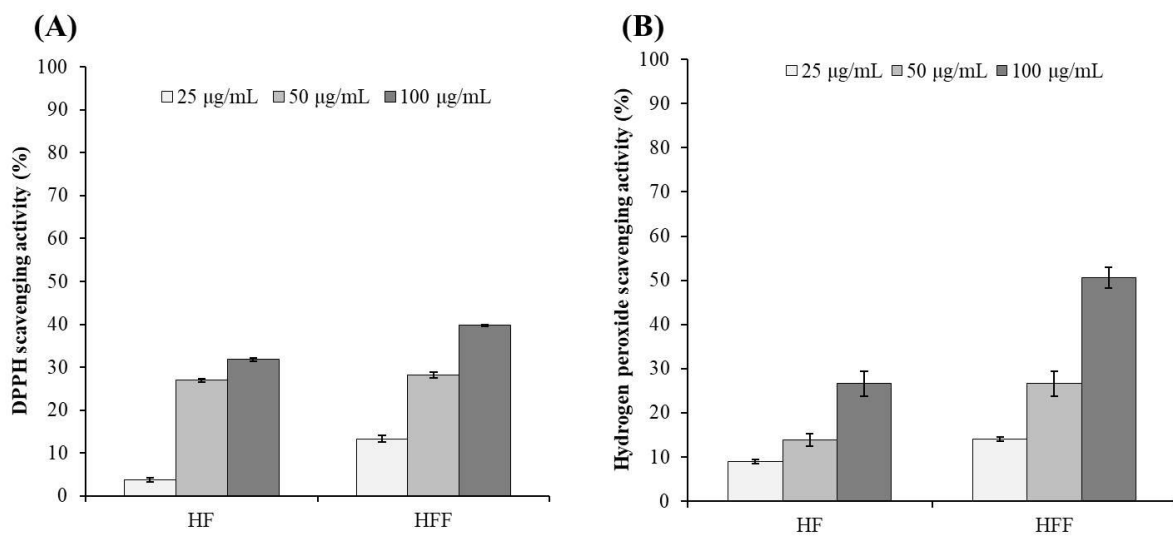 (A)
100
90
80
70
60
50
40
30
20
10
0
DPPH scavenging activity (%)
25 μg/mL 50 μg/mL 100 μg/mL
HF HFF
(B)
100
90
80
70
60
50
40
30
20
10
0
Hydrogen peroxide scavenging activity (%)
25 μg/mL 50 μg/mL 100 μg/mL
HF HFF